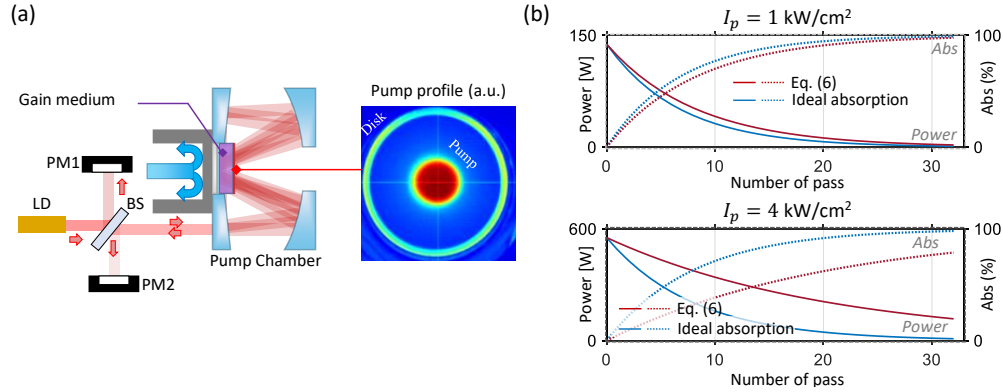 (a)
Gain medium
PM1
LD
BS
PM2
Pump Chamber
Pump profile (a.u.)
Disk
Pump
(b)
I_p = 1 kW/cm²
150
0
Power [W]
100
0
Abs (%)
Abs
Eq. (6)
Ideal absorption
Power
0 10 20 30
Number of pass
I_p = 4 kW/cm²
600
0
Power [W]
100
0
Abs (%)
Abs
Eq. (6)
Ideal absorption
Power
0 10 20 30
Number of pass